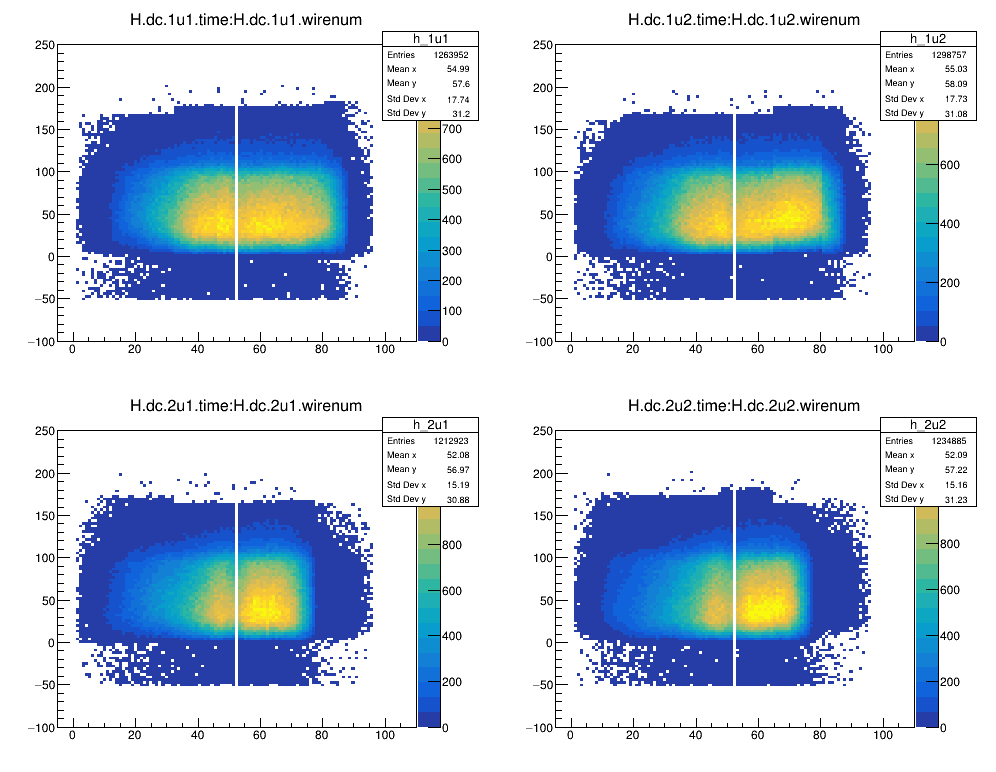 H.dc.1u1.time:H.dc.1u1.wirenum
h_1u1
Entries 1263952
Mean x 54.99
Mean y 57.6
Std Dev x 17.74
Std Dev y 31.2
250
200
150
100
50
0
−50
−100
0 20 40 60 80 100
700
600
500
400
300
200
100
0
H.dc.1u2.time:H.dc.1u2.wirenum
h_1u2
Entries 1298757
Mean x 55.03
Mean y 58.09
Std Dev x 17.73
Std Dev y 31.08
250
200
150
100
50
0
−50
−100
0 20 40 60 80 100
600
400
200
0
H.dc.2u1.time:H.dc.2u1.wirenum
h_2u1
Entries 1212923
Mean x 52.08
Mean y 56.97
Std Dev x 15.19
Std Dev y 30.88
250
200
150
100
50
0
−50
−100
0 20 40 60 80 100
800
600
400
200
0
H.dc.2u2.time:H.dc.2u2.wirenum
h_2u2
Entries 1234885
Mean x 52.09
Mean y 57.22
Std Dev x 15.16
Std Dev y 31.23
250
200
150
100
50
0
−50
−100
0 20 40 60 80 100
800
600
400
200
0